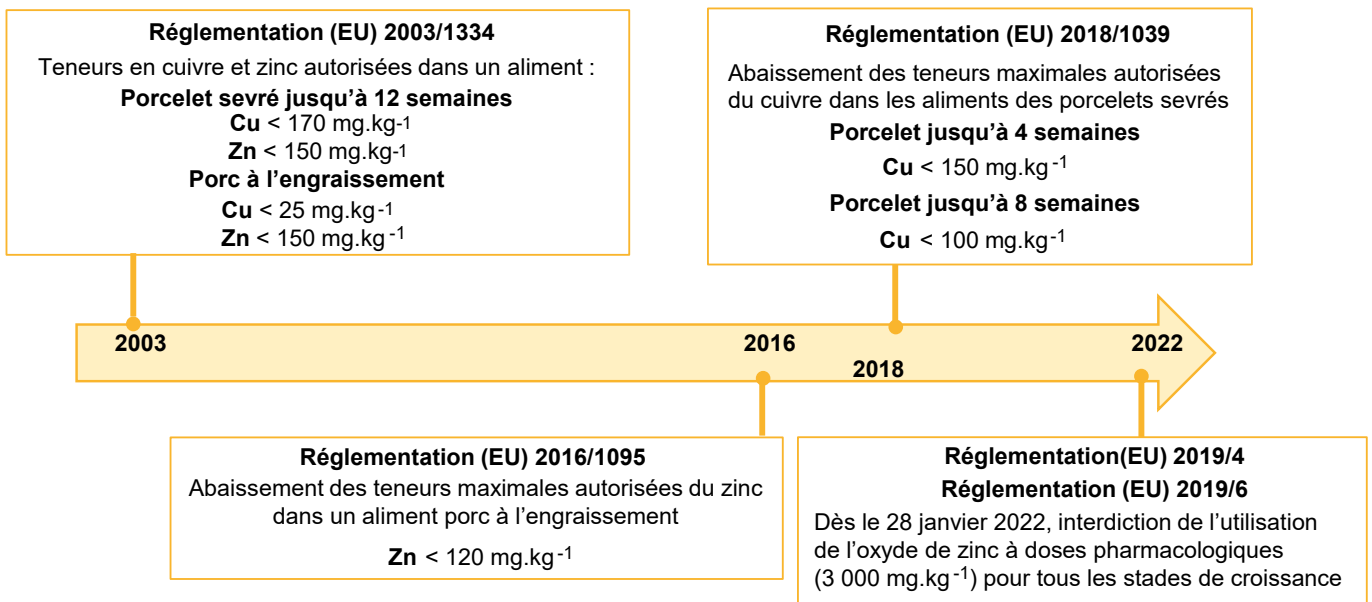 Réglementation (EU) 2003/1334
Teneurs en cuivre et zinc autorisées dans un aliment :
Porcelet sevré jusqu’à 12 semaines
Cu < 170 mg.kg-1
Zn < 150 mg.kg-1
Porc à l’engraissement
Cu < 25 mg.kg-1
Zn < 150 mg.kg-1
Réglementation (EU) 2018/1039
Abaissement des teneurs maximales autorisées
du cuivre dans les aliments des porcelets sevrés
Porcelet jusqu’à 4 semaines
Cu < 150 mg.kg-1
Porcelet jusqu’à 8 semaines
Cu < 100 mg.kg-1
2003
2016
2018
2022
Réglementation (EU) 2016/1095
Abaissement des teneurs maximales autorisées du zinc
dans un aliment porc à l’engraissement
Zn < 120 mg.kg-1
Réglementation(EU) 2019/4
Réglementation (EU) 2019/6
Dès le 28 janvier 2022, interdiction de l’utilisation
de l’oxyde de zinc à doses pharmacologiques
(3 000 mg.kg-1) pour tous les stades de croissance